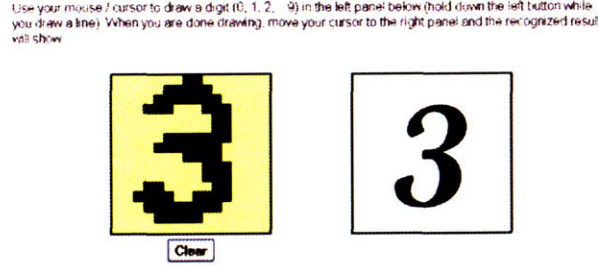 Use your mouse / cursor to draw a digit (0, 1, 2, 9) in the left panel below (hold down the left button while
you draw a line) When you are done drawing, move your cursor to the right panel and the recognized result
will show
3 3
Clear